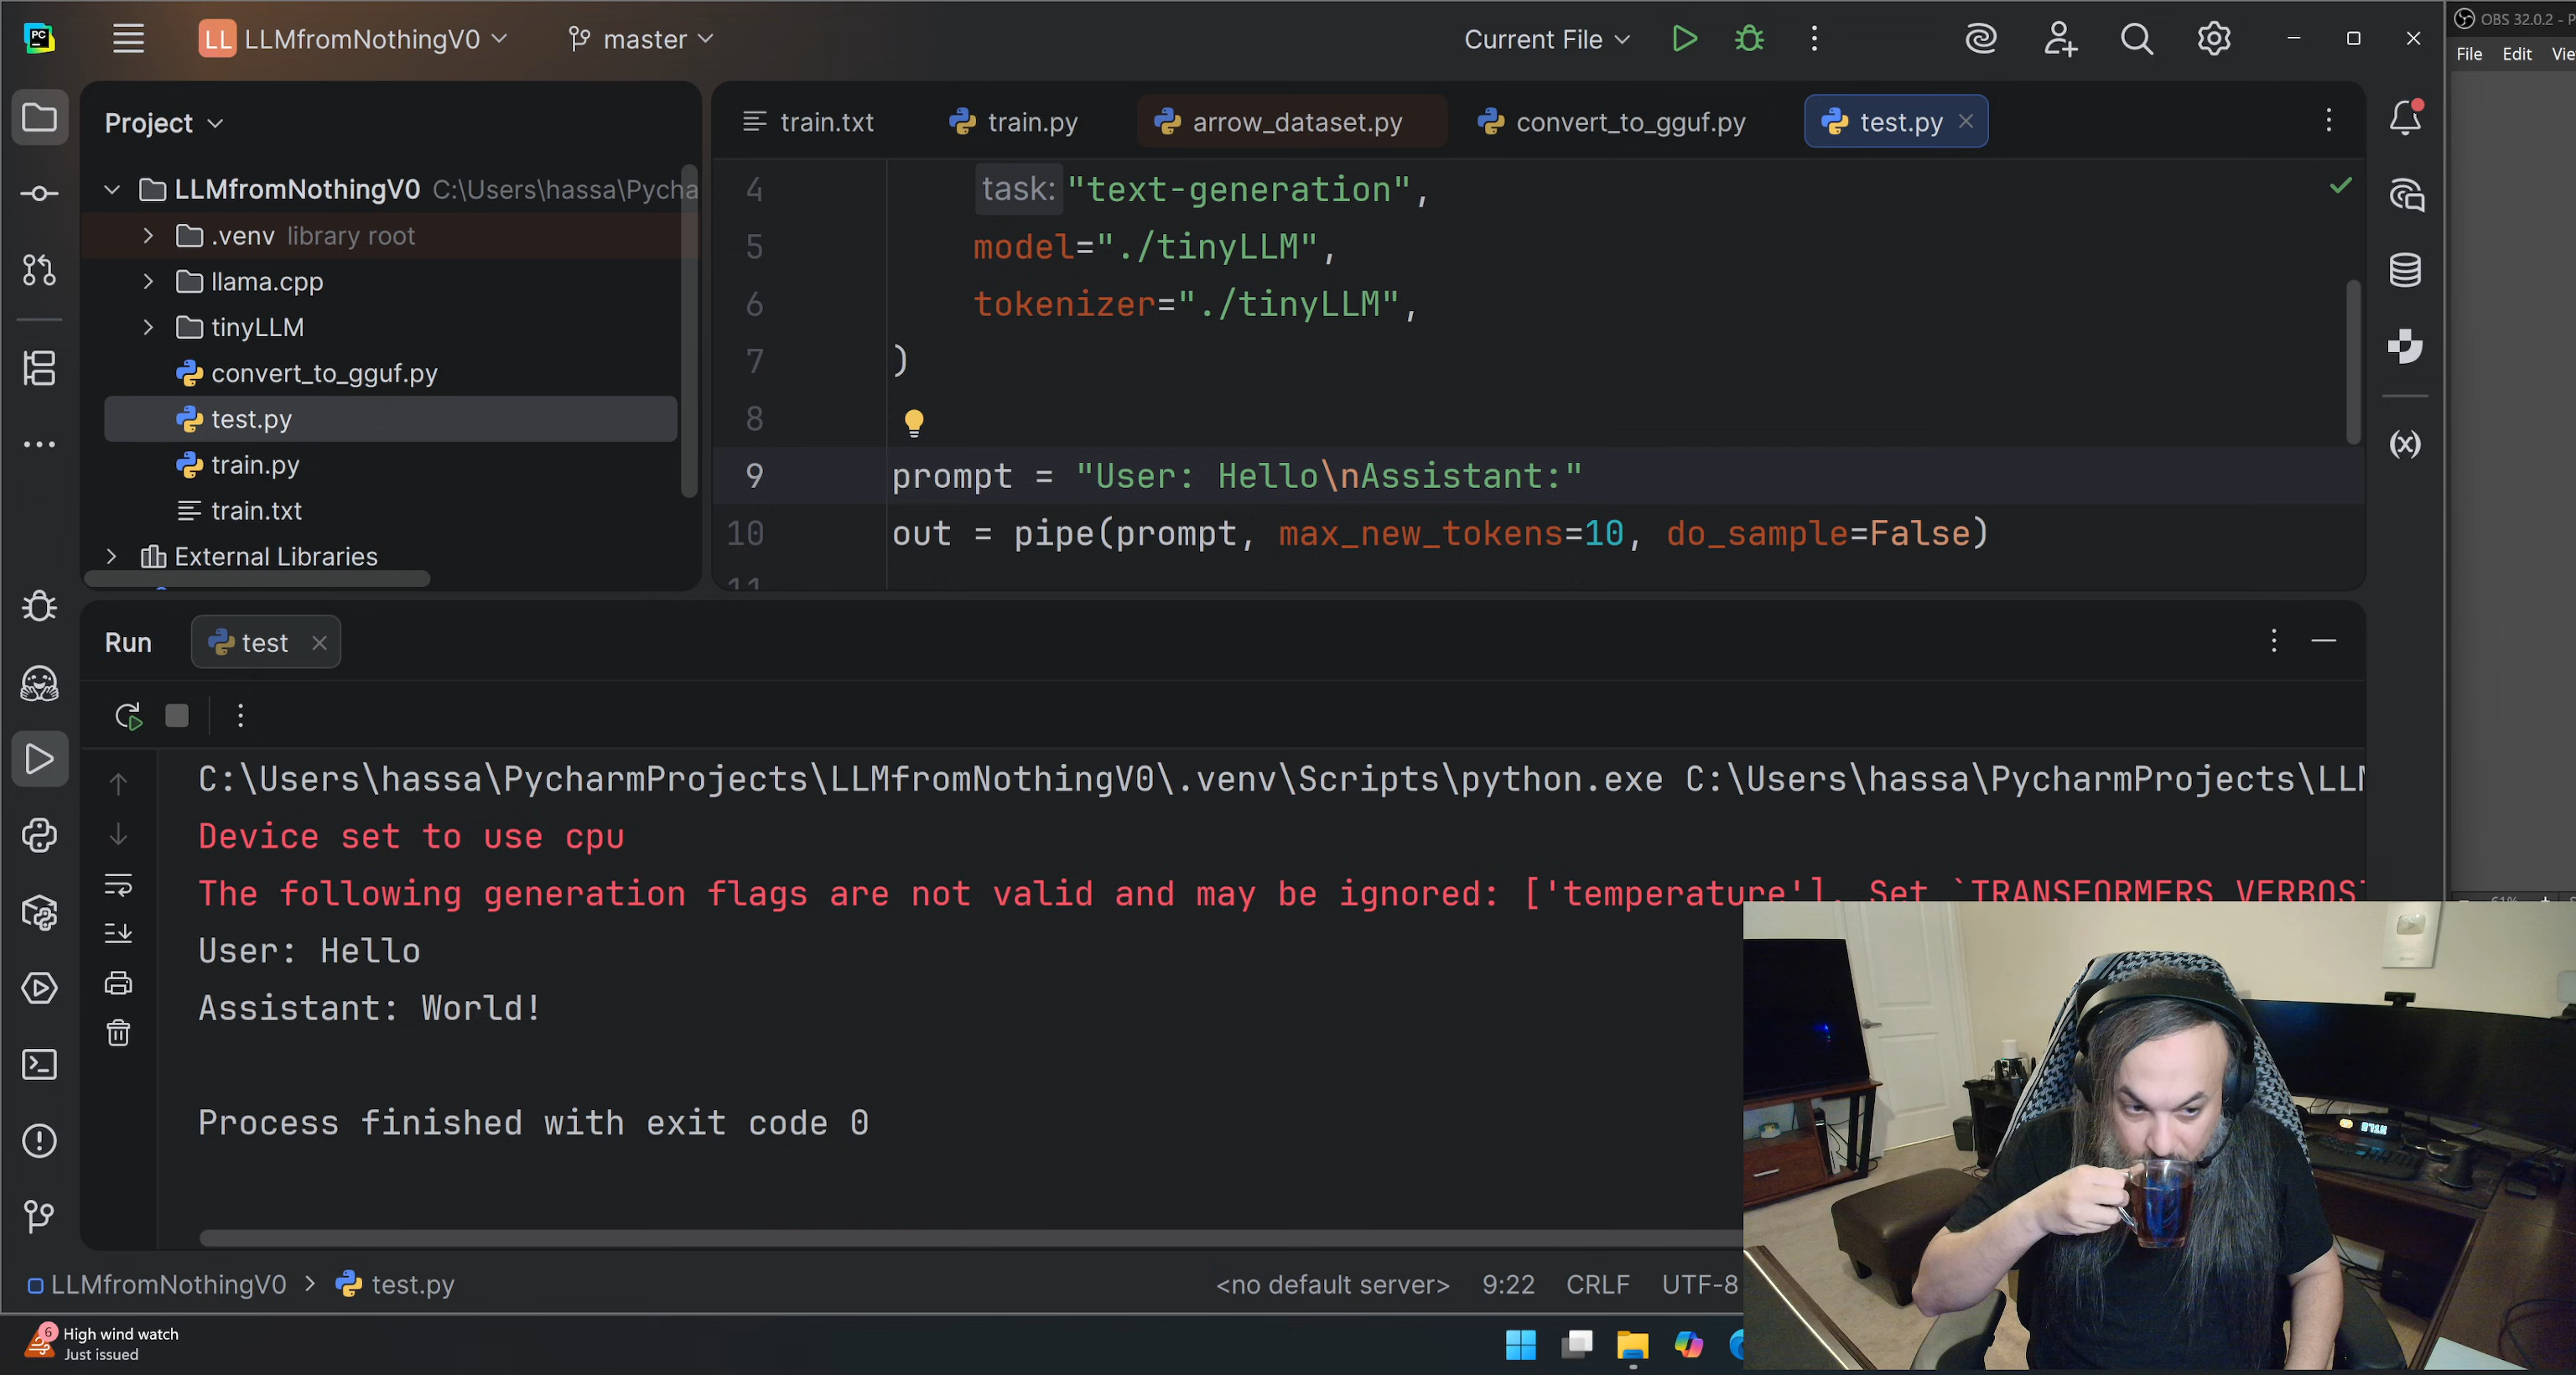 PC
LL LLMfromNothingV0
master
Current File
OBS 32.0.2 - P
File Edit Vie
Project
train.txt
train.py
arrow_dataset.py
convert_to_gguf.py
test.py
LLMfromNothingV0 C:\Users\hassa\Pycha
.venv library root
llama.cpp
tinyLLM
convert_to_gguf.py
test.py
train.py
train.txt
External Libraries
4 task: "text-generation",
5 model="./tinyLLM",
6 tokenizer="./tinyLLM",
7 )
8
9 prompt = "User: Hello\nAssistant:"
10 out = pipe(prompt, max_new_tokens=10, do_sample=False)
11
Run test
C:\Users\hassa\PycharmProjects\LLMfromNothingV0\.venv\Scripts\python.exe C:\Users\hassa\PycharmProjects\LLM
Device set to use cpu
The following generation flags are not valid and may be ignored: ['temperature']. Set `TRANSFORMERS_VERBOSI
User: Hello
Assistant: World!
Process finished with exit code 0
LLMfromNothingV0 > test.py
<no default server> 9:22 CRLF UTF-8
6
High wind watch
Just issued